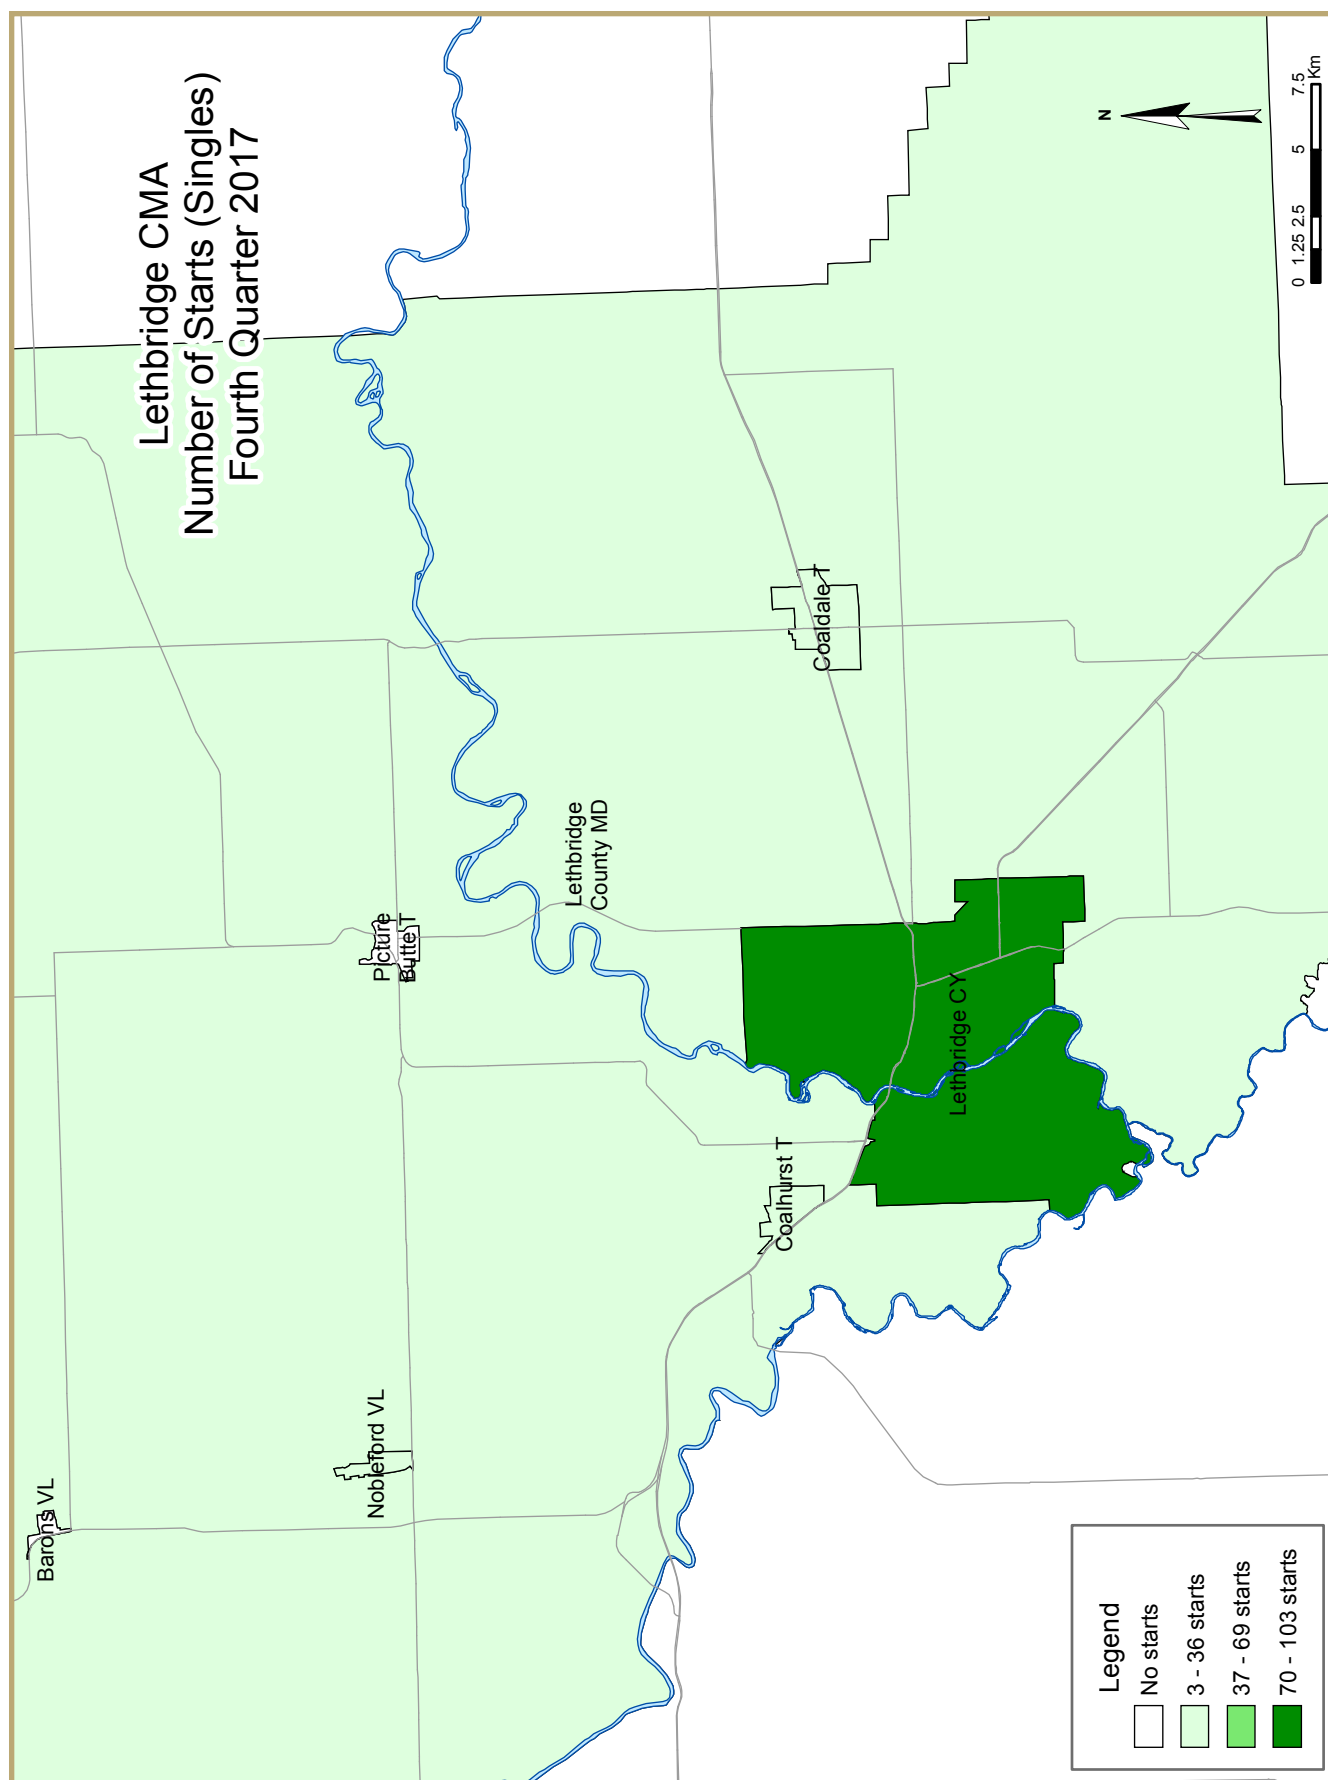 Lethbridge CMA
Number of Starts (Singles)
Fourth Quarter 2017
Barons VL
Nobleford VL
Picture
Butte T
Lethbridge
County MD
Coalhurst T
Coaldale T
Lethbridge CY
N
0 1.25 2.5 5 7.5
Km
Legend
No starts
3 - 36 starts
37 - 69 starts
70 - 103 starts